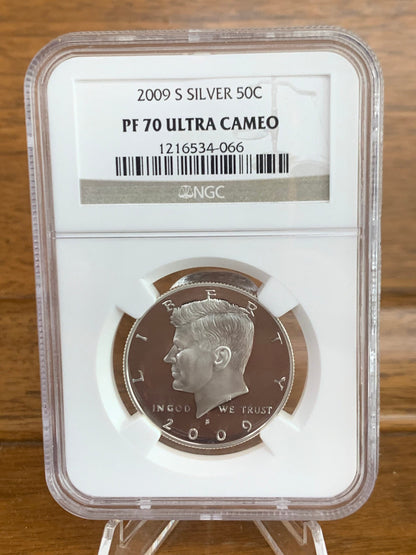 2009 S SILVER 50C
PF 70 ULTRA CAMEO
1216534-066
NGC
LIBERTY
IN GOD WE TRUST
S
2009